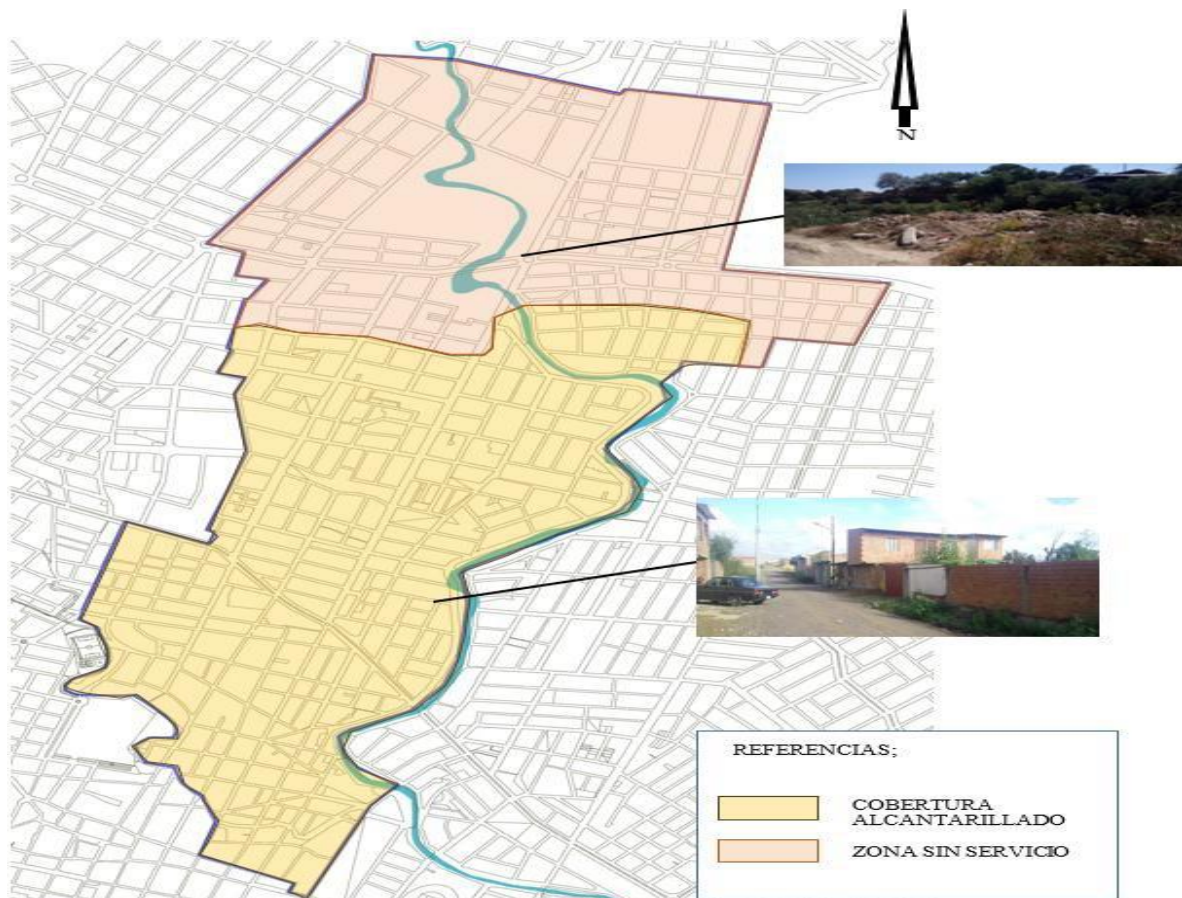 N
REFERENCIAS;
COBERTURA
ALCANTARILLADO
ZONA SIN SERVICIO